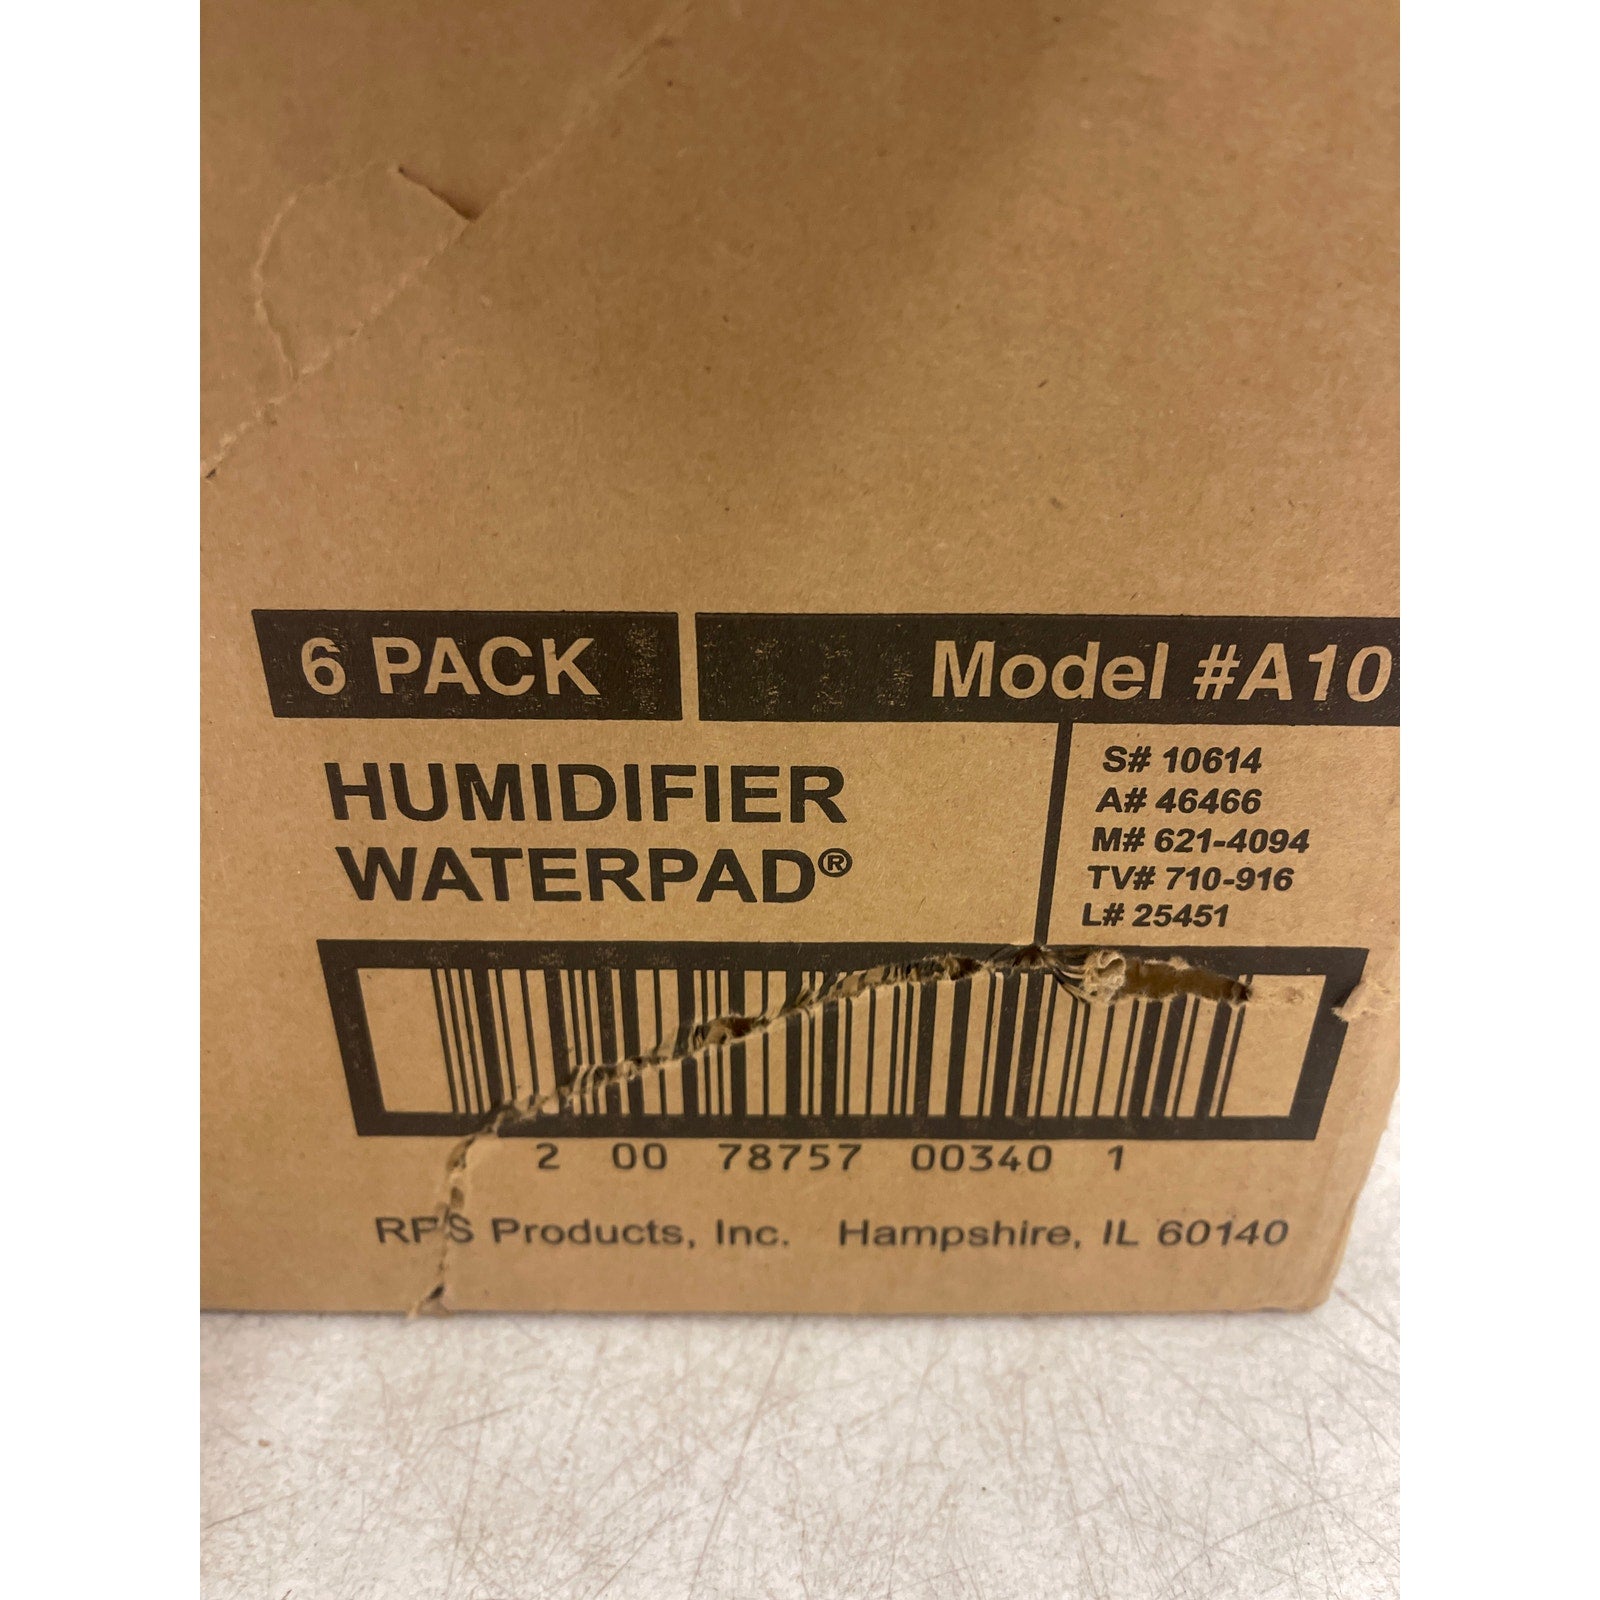 6 PACK
Model #A10
HUMIDIFIER
WATERPAD®
S# 10614
A# 46466
M# 621-4094
TV# 710-916
L# 25451
2 00 78757 00340 1
RPS Products, Inc. Hampshire, IL 60140